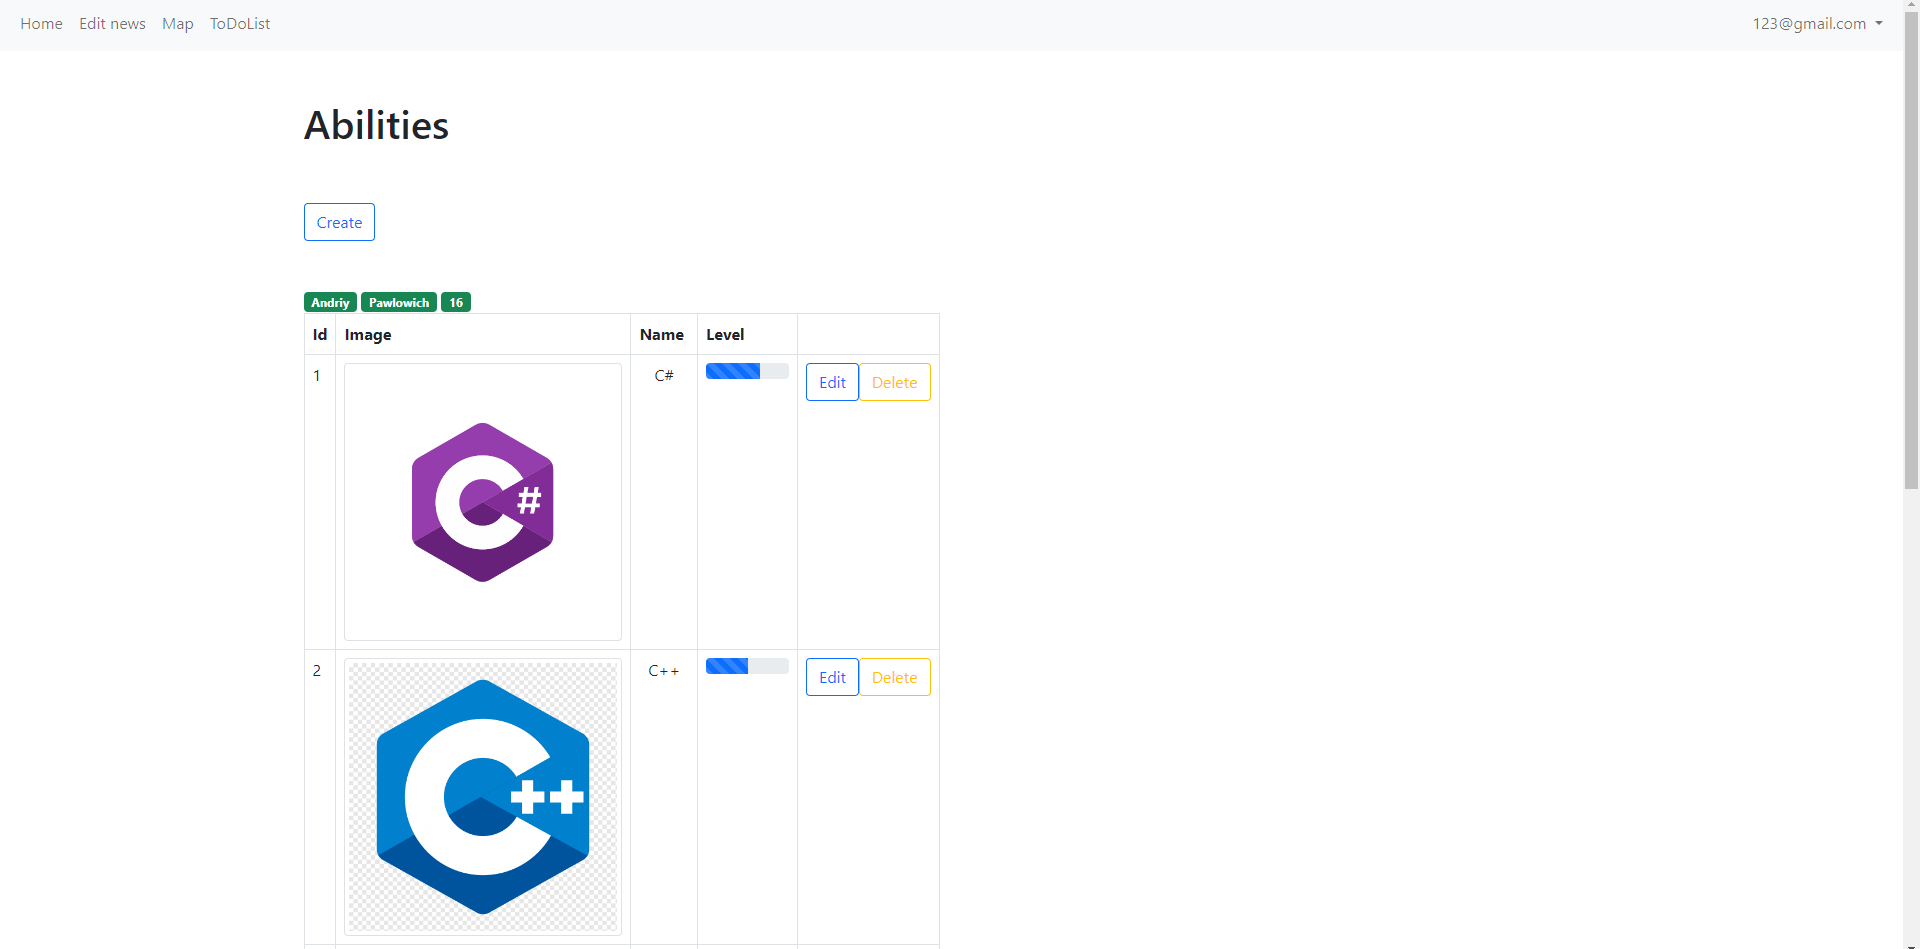 Home Edit news Map ToDoList 123@gmail.com
Abilities
Create
Andriy Pawlowich 16
Id Image Name Level
1 C# C# Edit Delete
2 C++ C++ Edit Delete